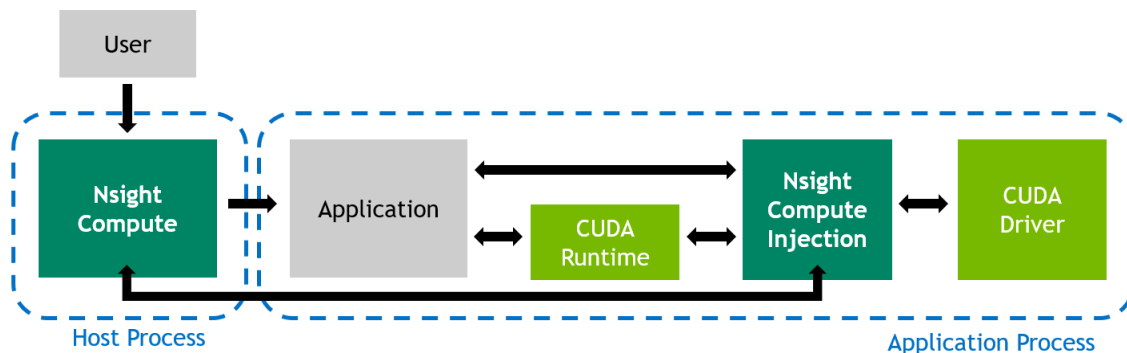 User
Nsight
Compute
Application
CUDA
Runtime
Nsight
Compute
Injection
CUDA
Driver
Host Process
Application Process